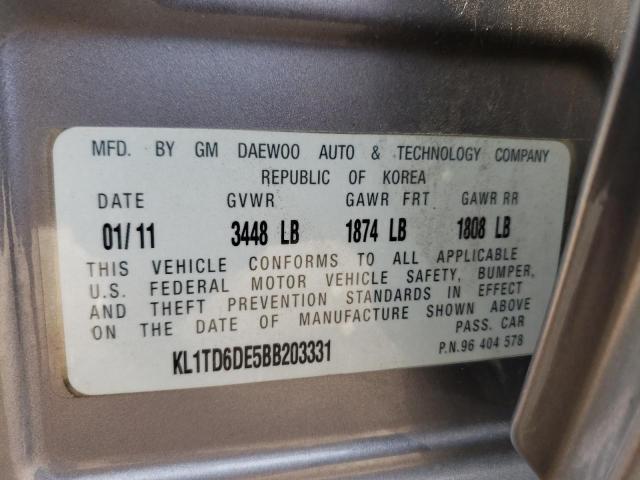 MFD. BY GM DAEWOO AUTO & TECHNOLOGY COMPANY
REPUBLIC OF KOREA
DATE GVWR GAWR FRT GAWR RR
01/11 3448 LB 1874 LB 1808 LB
THIS VEHICLE CONFORMS TO ALL APPLICABLE
U.S. FEDERAL MOTOR VEHICLE SAFETY, BUMPER,
AND THEFT PREVENTION STANDARDS IN EFFECT
ON THE DATE OF MANUFACTURE SHOWN ABOVE
PASS. CAR
KL1TD6DE5BB203331 P.N.96 404 578